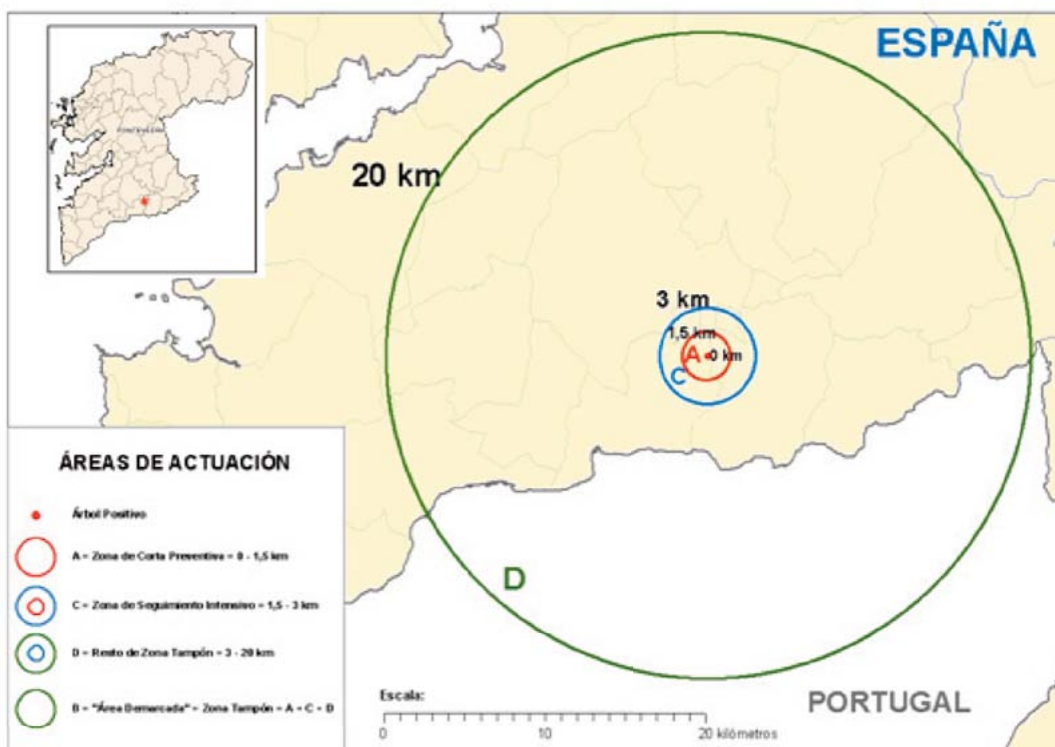 ESPAÑA
PONTEVEDRA
20 km
3 km
1,5 km
A
0 km
C
D
ÁREAS DE ACTUACIÓN
Árbol Positivo
A = Zona de Corta Preventiva = 0 - 1,5 km
C = Zona de Seguimiento Intensivo = 1,5 - 3 km
D = Resto de Zona Tampón = 3 - 20 km
B = "Área Demarcada" = Zona Tampón = A + C + D
Escala:
0 10 20 kilómetros
PORTUGAL